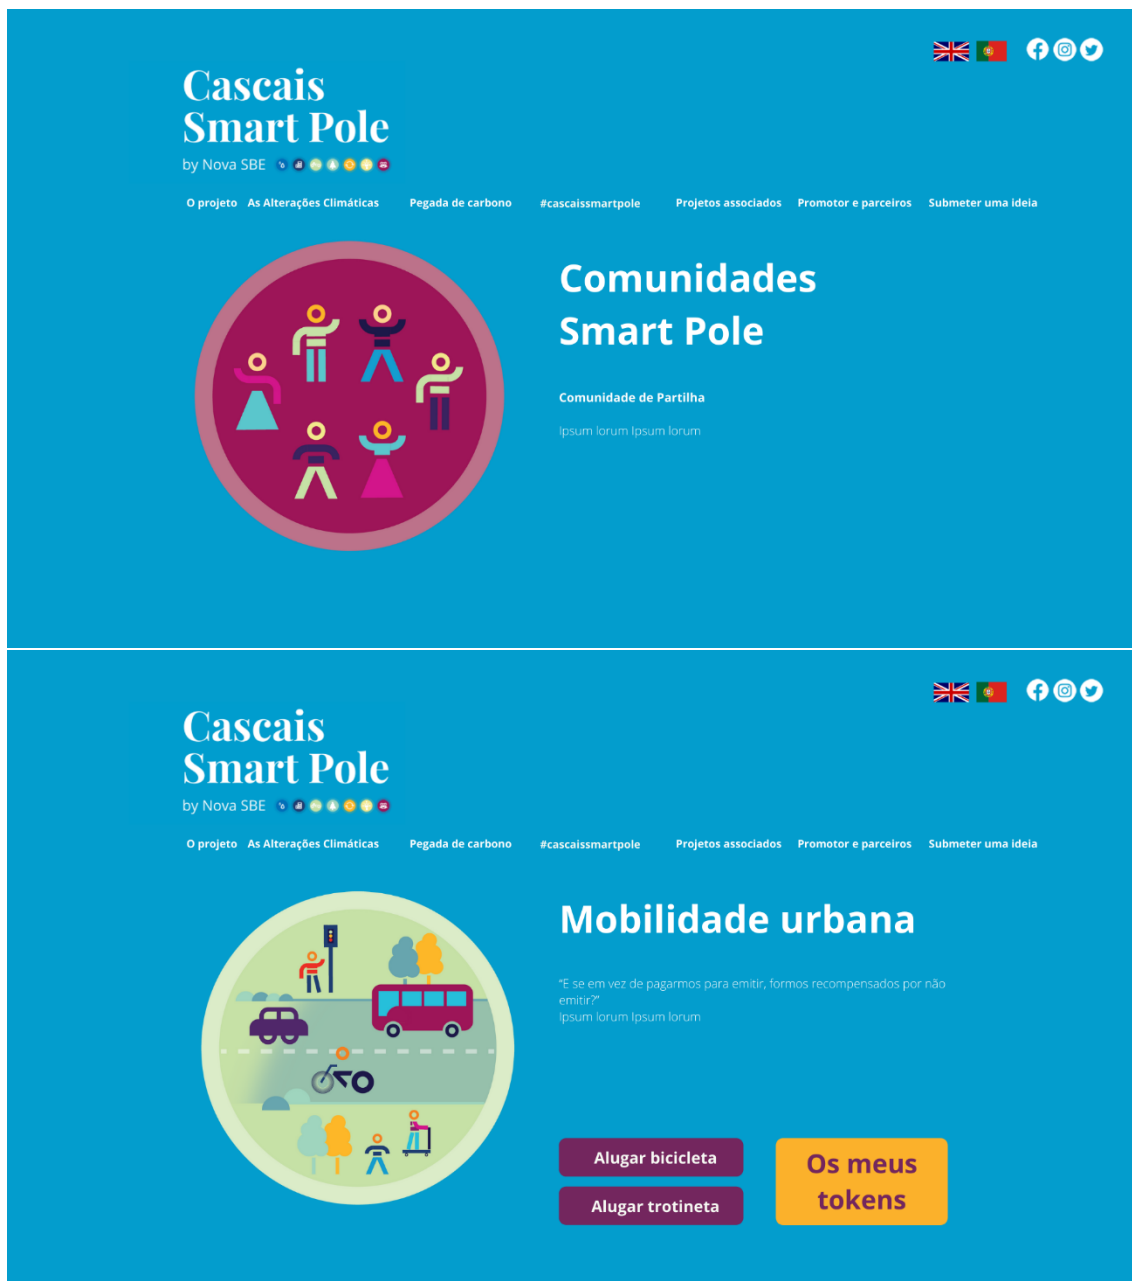 Cascais
Smart Pole
by Nova SBE
O projeto As Alterações Climáticas Pegada de carbono #cascaissmartpole Projetos associados Promotor e parceiros Submeter uma ideia
Comunidades
Smart Pole
Comunidade de Partilha
Ipsum lorum Ipsum lorum
Cascais
Smart Pole
by Nova SBE
O projeto As Alterações Climáticas Pegada de carbono #cascaissmartpole Projetos associados Promotor e parceiros Submeter uma ideia
Mobilidade urbana
“E se em vez de pagarmos para emitir, formos recompensados por não
emitir?”
Ipsum lorum Ipsum lorum
Alugar bicicleta
Alugar trotineta
Os meus
tokens